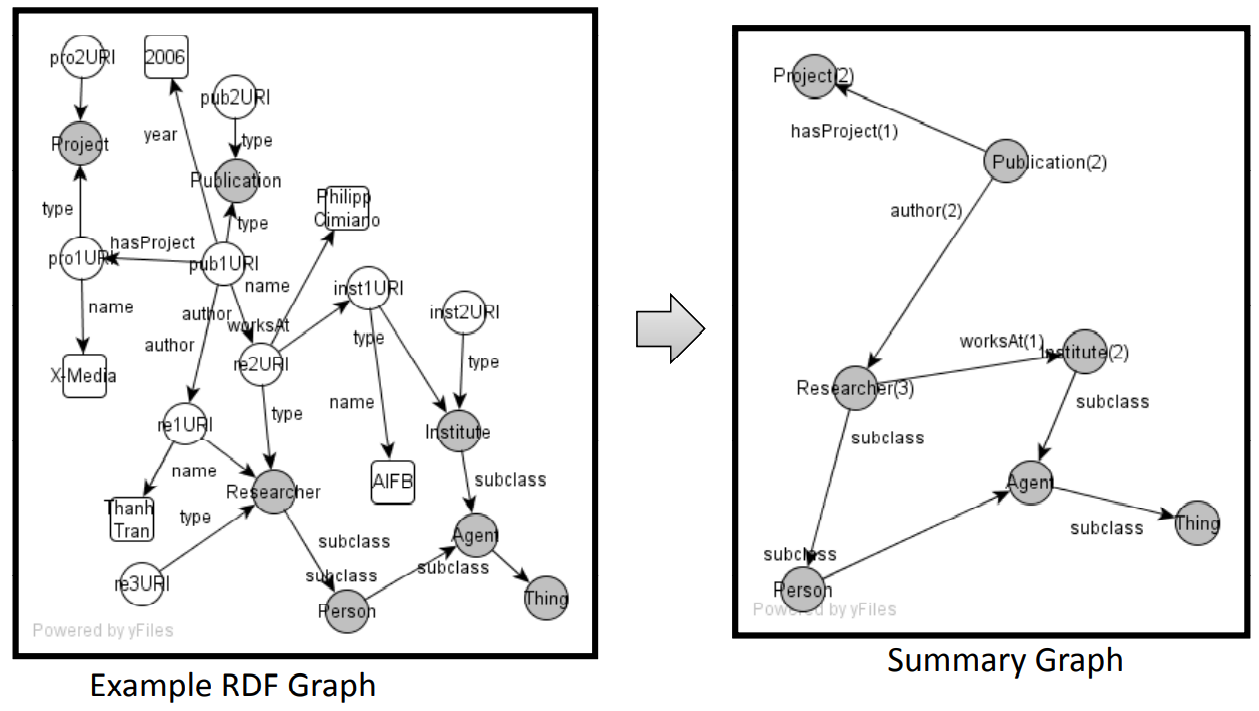 pro2URI
2006
pub2URI
year
type
Project
Publication
Philipp
Cimiano
type
type
hasProject
pro1URI
pub1URI
name
inst1URI
inst2URI
name
author
worksAt
type
author
re2URI
type
X-Media
type
name
re1URI
Institute
name
AIFB
subclass
Researcher
Thanh
Tran
type
subclass
Agent
subclass
subclass
re3URI
Person
Thing
Powered by yFiles
Example RDF Graph
Project(2)
hasProject(1)
Publication(2)
author(2)
worksAt(1)
Institute(2)
Researcher(3)
subclass
subclass
Agent
subclass
Thing
subclass
Person
Powered by yFiles
Summary Graph